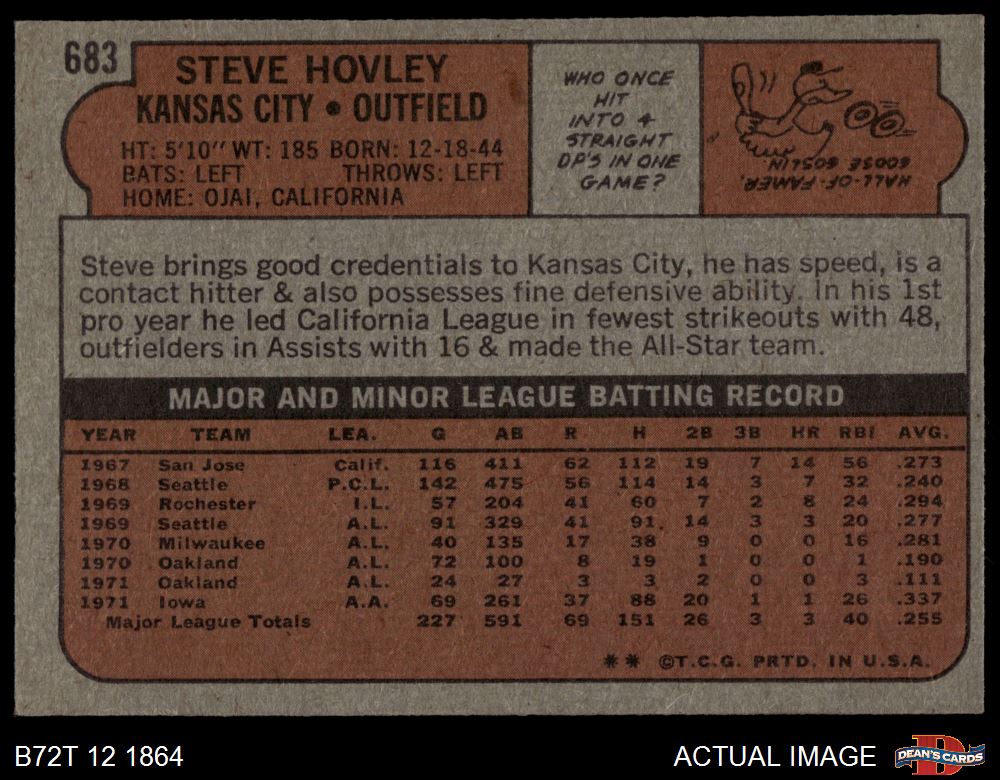 683
STEVE HOVLEY
KANSAS CITY • OUTFIELD
HT: 5'10" WT: 185 BORN: 12-18-44
BATS: LEFT THROWS: LEFT
HOME: OJAI, CALIFORNIA
WHO ONCE
HIT
INTO 4
STRAIGHT
DP'S IN ONE
GAME?
HALL-OF-FAMER,
GOOSE GOSLIN
Steve brings good credentials to Kansas City, he has speed, is a
contact hitter & also possesses fine defensive ability. In his 1st
pro year he led California League in fewest strikeouts with 48,
outfielders in Assists with 16 & made the All-Star team.
MAJOR AND MINOR LEAGUE BATTING RECORD
YEAR TEAM LEA. G AB R H 2B 3B HR RBI AVG.
1967 San Jose Calif. 116 411 62 112 19 7 14 56 .273
1968 Seattle P.C.L. 142 475 56 114 14 3 7 32 .240
1969 Rochester I.L. 57 204 41 60 7 2 8 24 .294
1969 Seattle A.L. 91 329 41 91 14 3 3 20 .277
1970 Milwaukee A.L. 40 135 17 38 9 0 0 16 .281
1970 Oakland A.L. 72 100 8 19 1 0 0 1 .190
1971 Oakland A.L. 24 27 3 3 2 0 0 3 .111
1971 Iowa A.A. 69 261 37 88 20 1 1 26 .337
Major League Totals 227 591 69 151 26 3 3 40 .255
** ©T.C.G. PRTD. IN U.S.A.
B72T 12 1864
ACTUAL IMAGE
D
DEAN'S CARDS